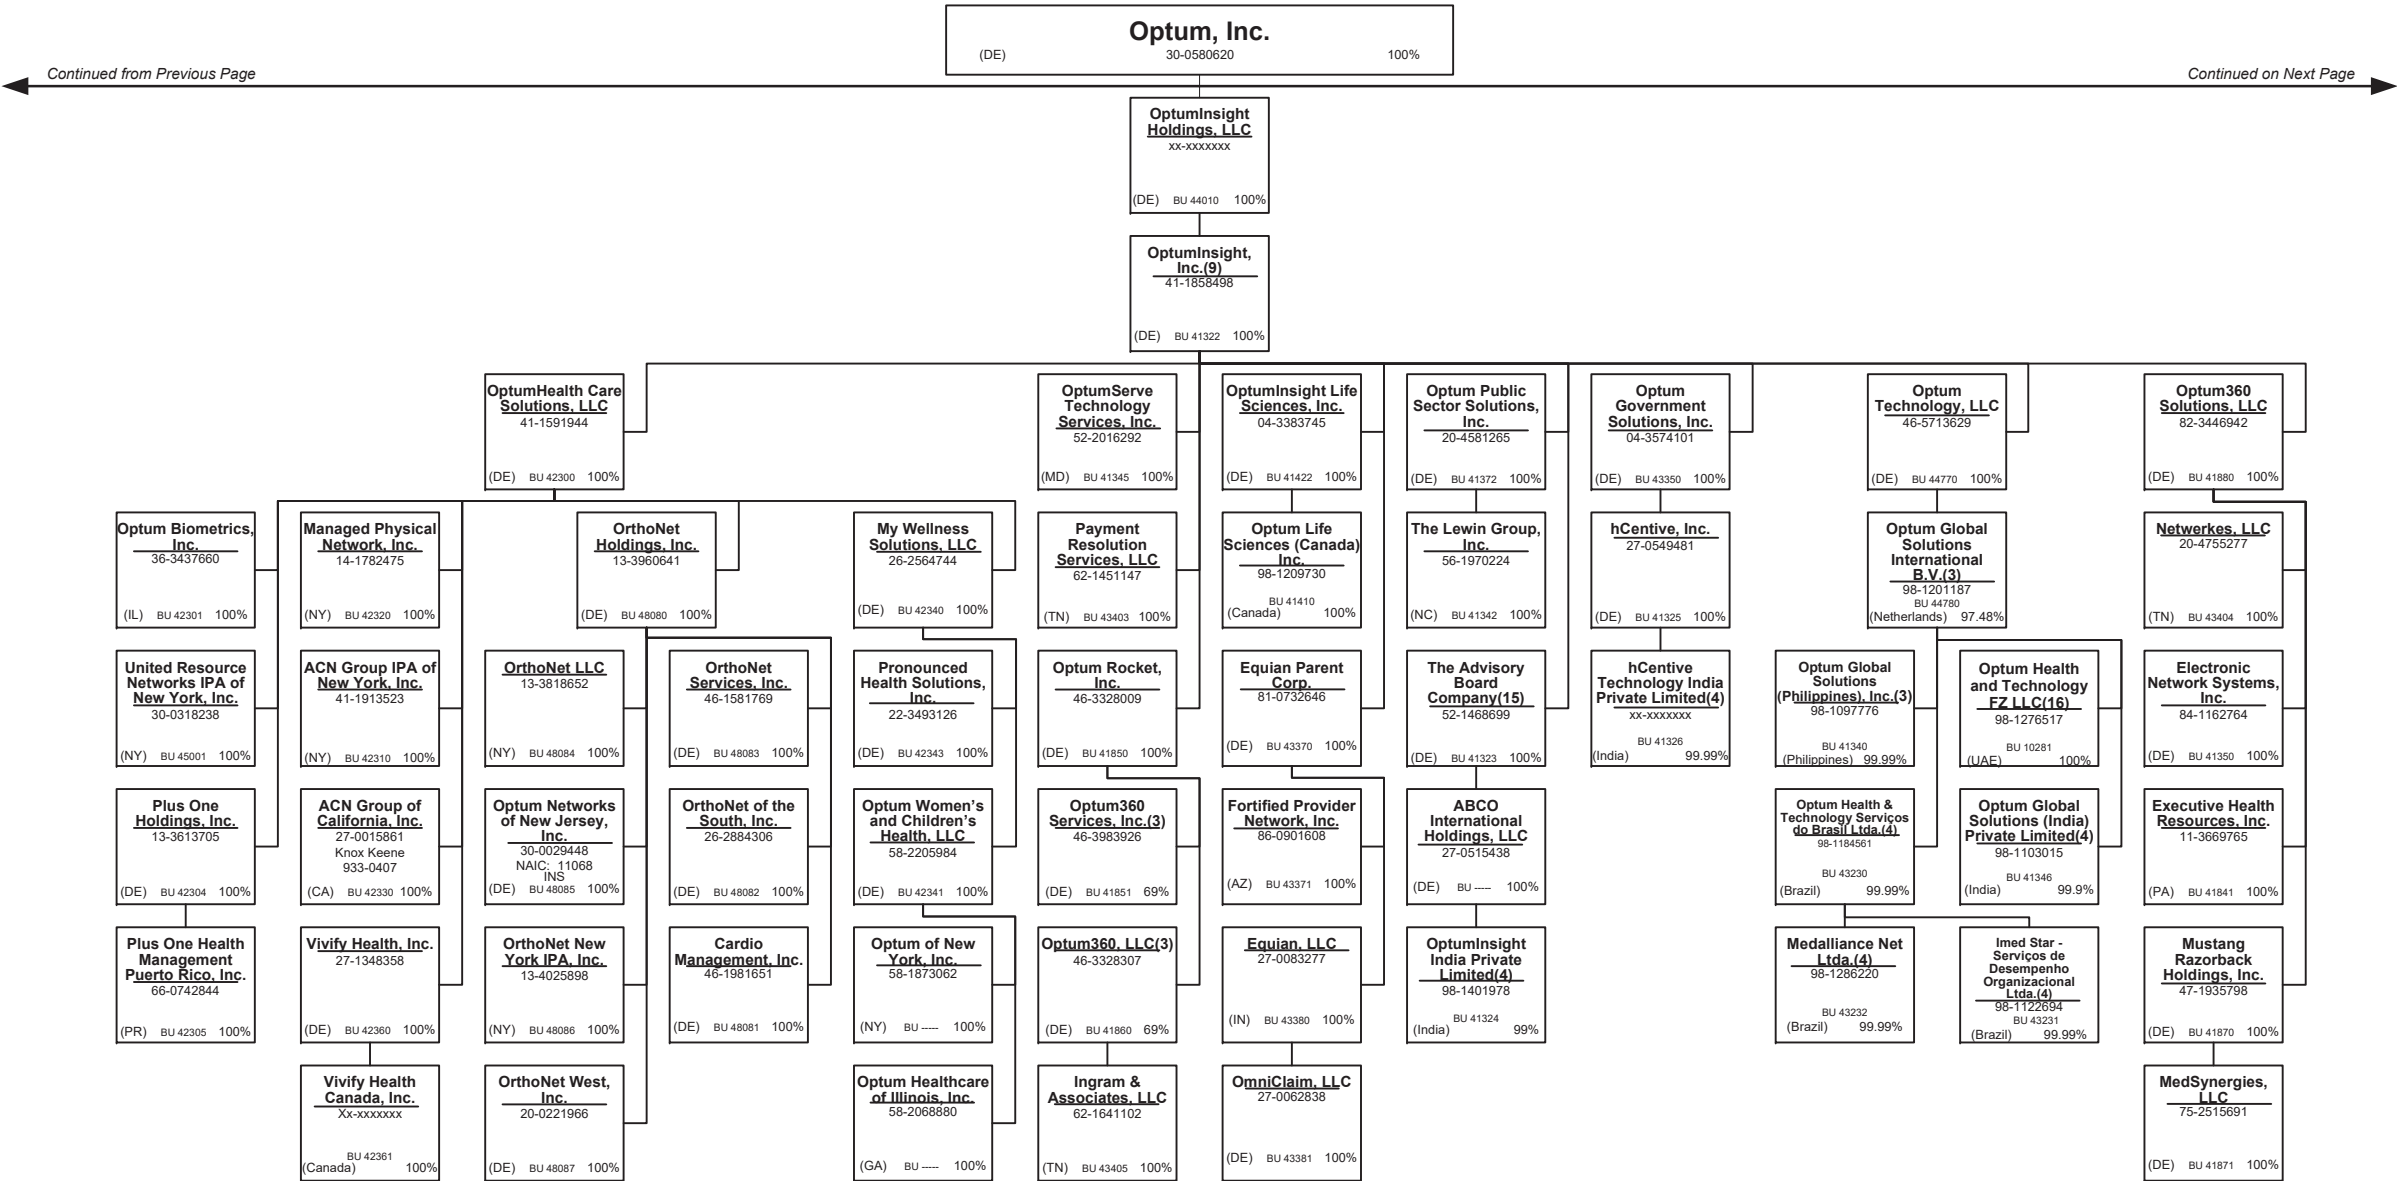 Optum, Inc.
(DE) 30-0580620 100%
Continued from Previous Page
Continued on Next Page
OptumInsight
Holdings, LLC
xx-xxxxxxx
(DE) BU 44010 100%
OptumInsight,
Inc.(9)
41-1858498
(DE) BU 41322 100%
OptumHealth Care
Solutions, LLC
41-1591944
(DE) BU 42300 100%
OptumServe
Technology
Services, Inc.
52-2016292
(MD) BU 41345 100%
OptumInsight Life
Sciences, Inc.
04-3383745
(DE) BU 41422 100%
Optum Public
Sector Solutions,
Inc.
20-4581265
(DE) BU 41372 100%
Optum
Government
Solutions, Inc.
04-3574101
(DE) BU 43350 100%
Optum
Technology, LLC
46-5713629
(DE) BU 44770 100%
Optum360
Solutions, LLC
82-3446942
(DE) BU 41880 100%
Optum Biometrics,
Inc.
36-3437660
(IL) BU 42301 100%
Managed Physical
Network, Inc.
14-1782475
(NY) BU 42320 100%
OrthoNet
Holdings, Inc.
13-3960641
(DE) BU 48080 100%
My Wellness
Solutions, LLC
26-2564744
(DE) BU 42340 100%
Payment
Resolution
Services, LLC
62-1451147
(TN) BU 43403 100%
Optum Life
Sciences (Canada)
Inc.
98-1209730
BU 41410
(Canada) 100%
The Lewin Group,
Inc.
56-1970224
(NC) BU 41342 100%
hCentive, Inc.
27-0549481
(DE) BU 41325 100%
Optum Global
Solutions
International
B.V.(3)
98-1201187
BU 44780
(Netherlands) 97.48%
Netwerkes, LLC
20-4755277
(TN) BU 43404 100%
United Resource
Networks IPA of
New York, Inc.
30-0318238
(NY) BU 45001 100%
ACN Group IPA of
New York, Inc.
41-1913523
(NY) BU 42310 100%
OrthoNet LLC
13-3818652
(NY) BU 48084 100%
OrthoNet
Services, Inc.
46-1581769
(DE) BU 48083 100%
Pronounced
Health Solutions,
Inc.
22-3493126
(DE) BU 42343 100%
Optum Rocket,
Inc.
46-3328009
(DE) BU 41850 100%
Equian Parent
Corp.
81-0732646
(DE) BU 43370 100%
The Advisory
Board
Company(15)
52-1468699
(DE) BU 41323 100%
hCentive
Technology India
Private Limited(4)
xx-xxxxxxx
BU 41326
(India) 99.99%
Optum Global
Solutions
(Philippines), Inc.(3)
98-1097776
BU 41340
(Philippines) 99.99%
Optum Health
and Technology
FZ LLC(16)
98-1276517
BU 10281
(UAE) 100%
Electronic
Network Systems,
Inc.
84-1162764
(DE) BU 41350 100%
Plus One
Holdings, Inc.
13-3613705
(DE) BU 42304 100%
ACN Group of
California, Inc.
27-0015861
Knox Keene
933-0407
(CA) BU 42330 100%
Optum Networks
of New Jersey,
Inc.
30-0029448
NAIC: 11068
INS
(DE) BU 48085 100%
OrthoNet of the
South, Inc.
26-2884306
(DE) BU 48082 100%
Optum Women's
and Children's
Health, LLC
58-2205984
(DE) BU 42341 100%
Optum360
Services, Inc.(3)
46-3983926
(DE) BU 41851 69%
Fortified Provider
Network, Inc.
86-0901608
(AZ) BU 43371 100%
ABCO
International
Holdings, LLC
27-0515438
(DE) BU ----- 100%
Optum Health &
Technology Serviços
do Brasil Ltda.(4)
98-1184561
BU 43230
(Brazil) 99.99%
Optum Global
Solutions (India)
Private Limited(4)
98-1103015
BU 41346
(India) 99.9%
Executive Health
Resources, Inc.
11-3669765
(PA) BU 41841 100%
Plus One Health
Management
Puerto Rico, Inc.
66-0742844
(PR) BU 42305 100%
Vivify Health, Inc.
27-1348358
(DE) BU 42360 100%
OrthoNet New
York IPA, Inc.
13-4025898
(NY) BU 48086 100%
Cardio
Management, Inc.
46-1981651
(DE) BU 48081 100%
Optum of New
York, Inc.
58-1873062
(NY) BU ----- 100%
Optum360, LLC(3)
46-3328307
(DE) BU 41860 69%
Equian, LLC
27-0083277
(IN) BU 43380 100%
OptumInsight
India Private
Limited(4)
98-1401978
BU 41324
(India) 99%
Medalliance Net
Ltda.(4)
98-1286220
BU 43232
(Brazil) 99.99%
Imed Star -
Serviços de
Desempenho
Organizacional
Ltda.(4)
98-1122694
BU 43231
(Brazil) 99.99%
Mustang
Razorback
Holdings, Inc.
47-1935798
(DE) BU 41870 100%
Vivify Health
Canada, Inc.
Xx-xxxxxxx
BU 42361
(Canada) 100%
OrthoNet West,
Inc.
20-0221966
(DE) BU 48087 100%
Optum Healthcare
of Illinois, Inc.
58-2068880
(GA) BU ----- 100%
Ingram &
Associates, LLC
62-1641102
(TN) BU 43405 100%
OmniClaim, LLC
27-0062838
(DE) BU 43381 100%
MedSynergies,
LLC
75-2515691
(DE) BU 41871 100%